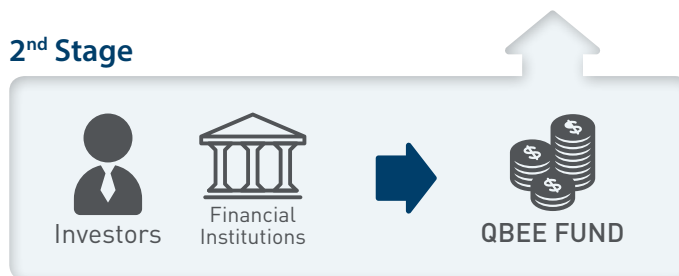 2nd Stage
Investors
Financial
Institutions
QBEE FUND